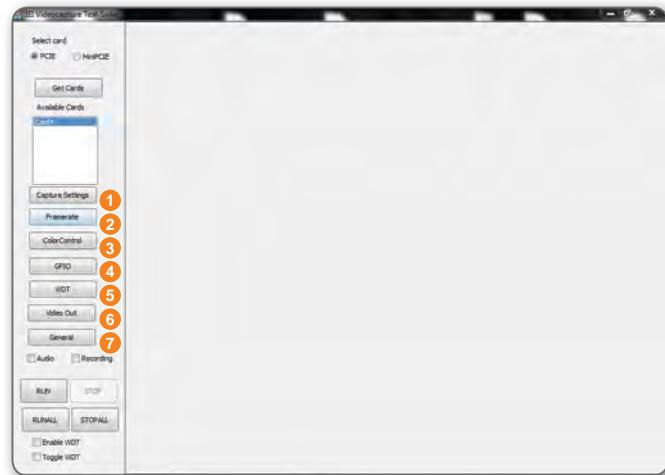 Videocapture Test Suite
Select card
PCIE MiniPCIE
Get Cards
Available Cards
Card1
Capture Settings 1
Framerate 2
ColorControl 3
GPIO 4
WDT 5
Video Out 6
General 7
Audio Recording
RUN STOP
RUNALL STOPALL
Enable WDT
Toggle WDT